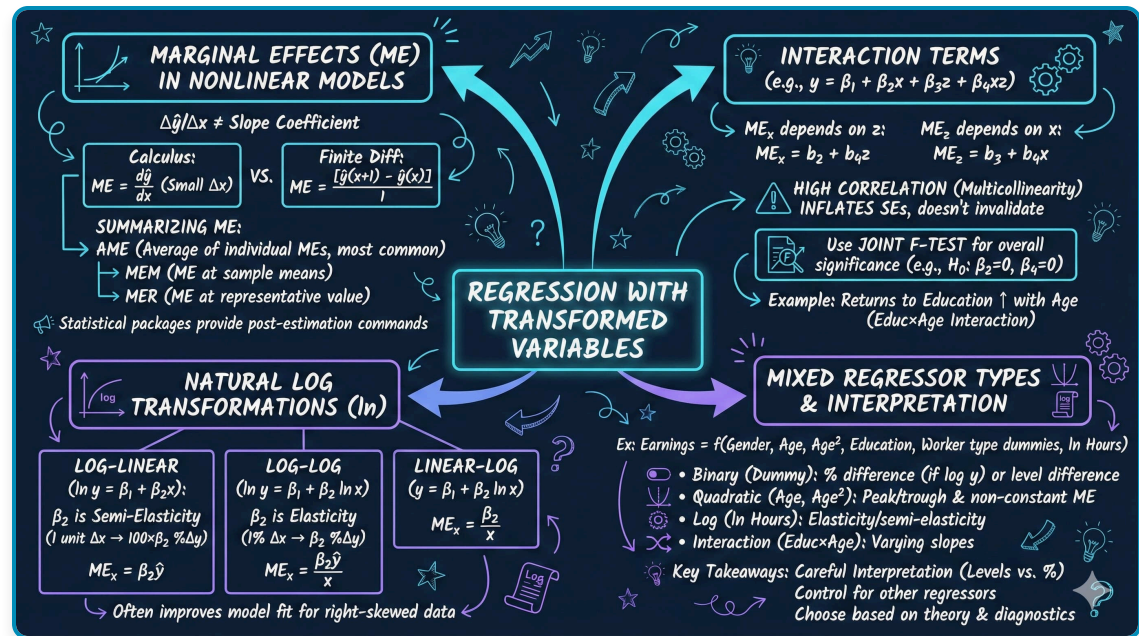 MARGINAL EFFECTS (ME)
IN NONLINEAR MODELS
Δŷ/Δx ≠ Slope Coefficient
Calculus:
ME = dŷ/dx (Small Δx)
VS.
Finite Diff:
ME = [ŷ(x+1) - ŷ(x)]/1
SUMMARIZING ME:
AME (Average of individual MEs, most common)
MEM (ME at sample means)
MER (ME at representative value)
Statistical packages provide post-estimation commands
INTERACTION TERMS
(e.g., y = β₁ + β₂x + β₃z + β₄xz)
MEₓ depends on z:
MEₓ = b₂ + b₄z
ME_z depends on x:
ME_z = b₃ + b₄x
HIGH CORRELATION (Multicollinearity)
INFLATES SEs, doesn't invalidate
F
Use JOINT F-TEST for overall
significance (e.g., H₀: β₂=0, β₄=0)
Example: Returns to Education ↑ with Age
(Educ×Age Interaction)
?
REGRESSION WITH
TRANSFORMED
VARIABLES
log
NATURAL LOG
TRANSFORMATIONS (ln)
LOG-LINEAR
(ln y = β₁ + β₂x):
β₂ is Semi-Elasticity
(1 unit Δx → 100×β₂ %Δy)
MEₓ = β₂ŷ
LOG-LOG
(ln y = β₁ + β₂ ln x)
β₂ is Elasticity
(1% Δx → β₂ %Δy)
MEₓ = β₂ŷ/x
LINEAR-LOG
(y = β₁ + β₂ ln x)
MEₓ = β₂/x
?
Log
Often improves model fit for right-skewed data
MIXED REGRESSOR TYPES
& INTERPRETATION
log
Ex: Earnings = f(Gender, Age, Age², Education, Worker type dummies, ln Hours)
• Binary (Dummy): % difference (if log y) or level difference
• Quadratic (Age, Age²): Peak/trough & non-constant ME
• Log (ln Hours): Elasticity/semi-elasticity
• Interaction (Educ×Age): Varying slopes
Key Takeaways: Careful Interpretation (Levels vs. %)
Control for other regressors
Choose based on theory & diagnostics
?